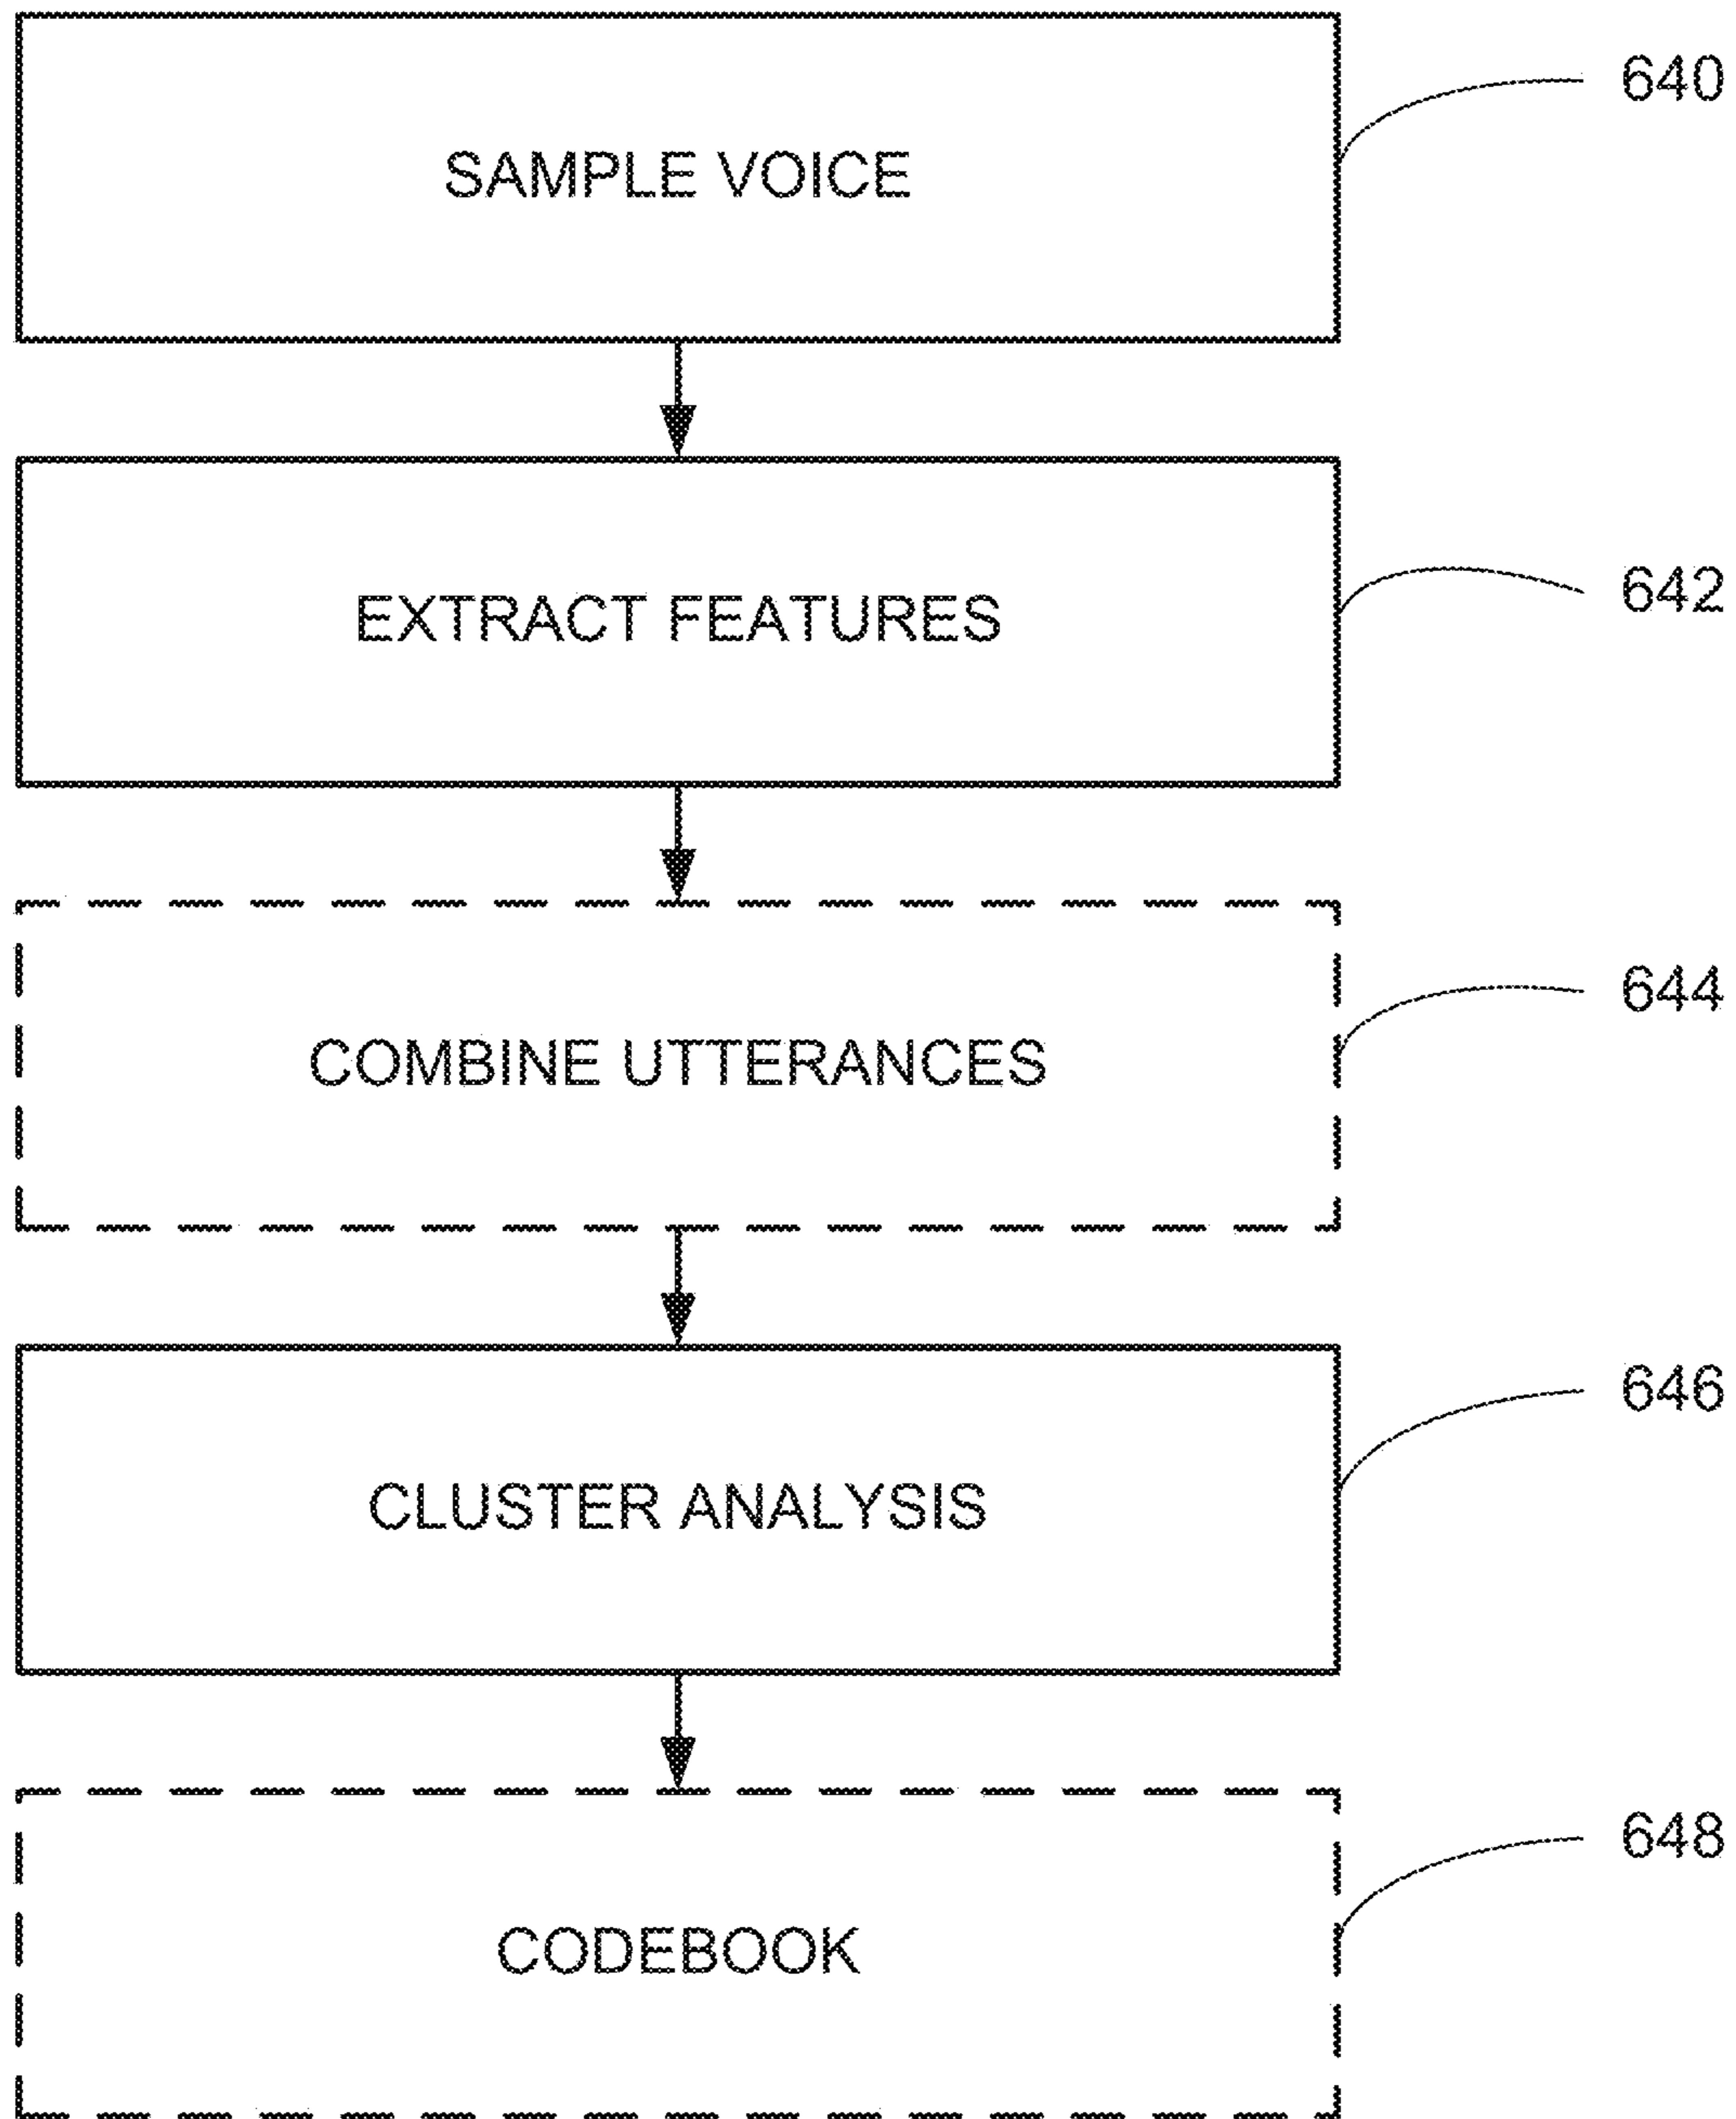 SAMPLE VOICE
640
EXTRACT FEATURES
642
COMBINE UTTERANCES
644
CLUSTER ANALYSIS
646
CODEBOOK
648